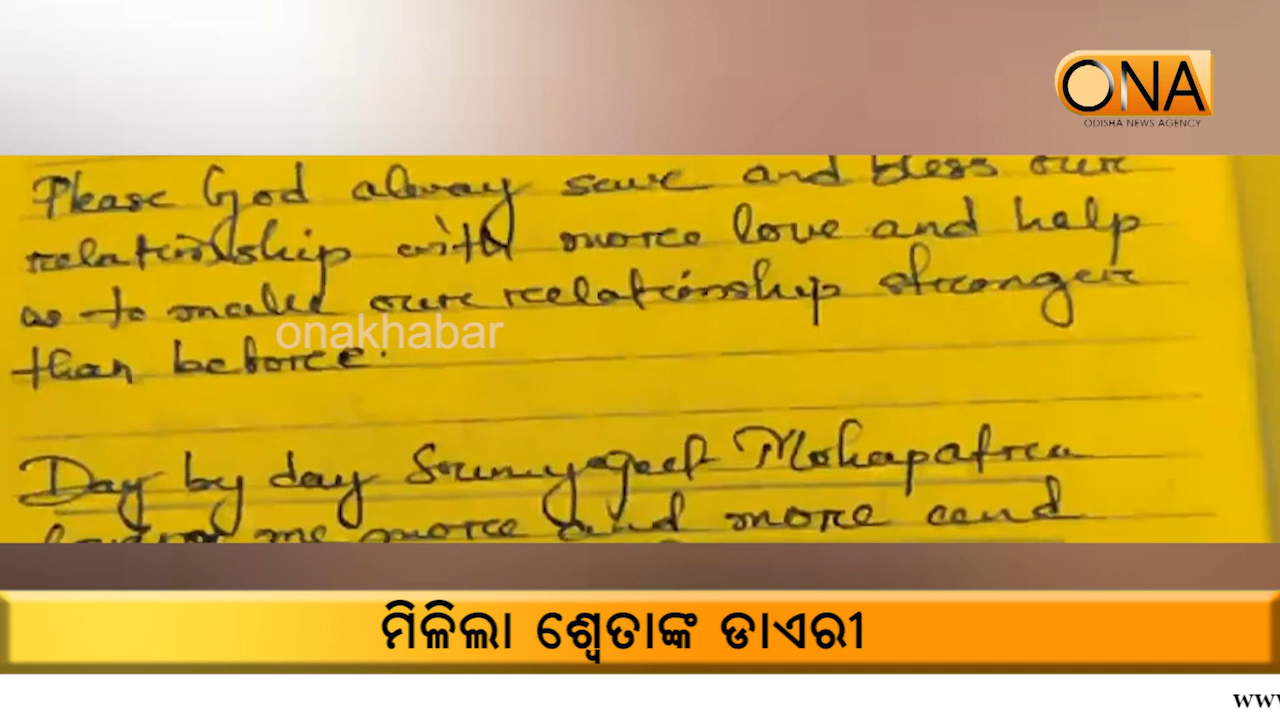 ONA
ODISHA NEWS AGENCY
Please God alway save and bless our
relationship with more love and help
us to make our relationship stronger
than before.
onakhabar
Day by day Soumyajeet Mohapatra
me more and more and
ମିଳିଲା ଶ୍ୱେତାଙ୍କ ଡାଏରୀ
www